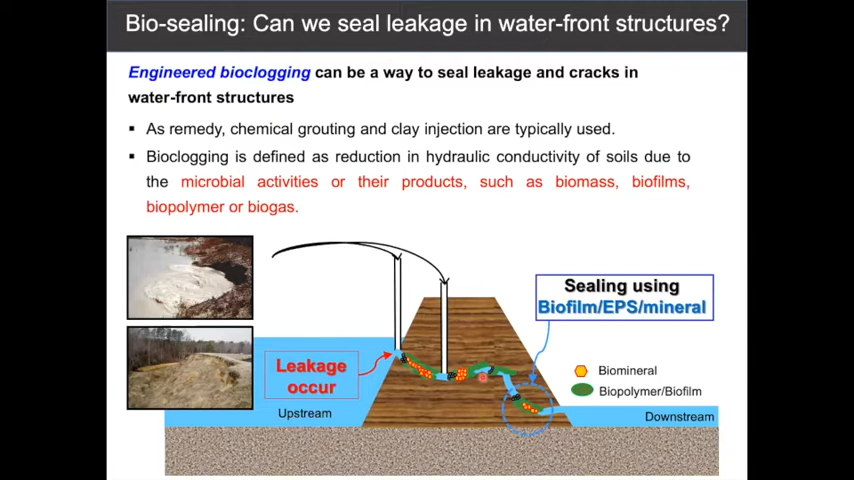 Bio-sealing: Can we seal leakage in water-front structures?
Engineered bioclogging can be a way to seal leakage and cracks in
water-front structures
▪ As remedy, chemical grouting and clay injection are typically used.
▪ Bioclogging is defined as reduction in hydraulic conductivity of soils due to
the microbial activities or their products, such as biomass, biofilms,
biopolymer or biogas.
Sealing using
Biofilm/EPS/mineral
Leakage
occur
Biomineral
Biopolymer/Biofilm
Upstream
Downstream